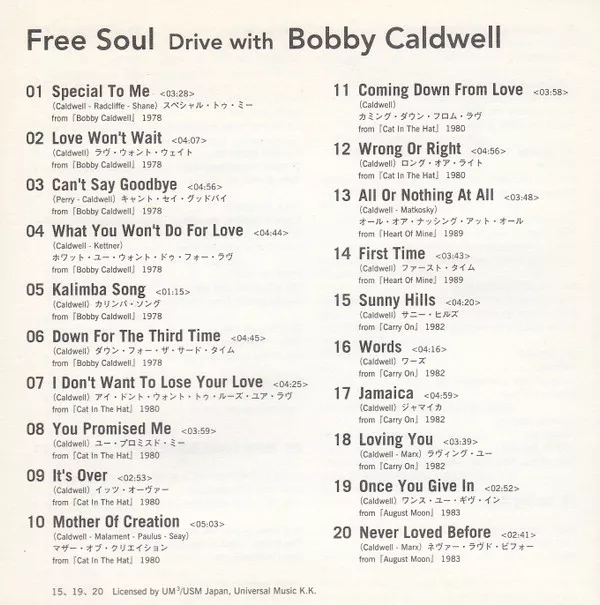 Free Soul Drive with Bobby Caldwell
01 Special To Me <03:28>
(Caldwell - Radcliffe - Shane) スペシャル・トゥ・ミー
from『Bobby Caldwell』 1978
02 Love Won't Wait <04:07>
(Caldwell) ラヴ・ウォント・ウェイト
from『Bobby Caldwell』 1978
03 Can't Say Goodbye <04:56>
(Perry - Caldwell) キャント・セイ・グッドバイ
from『Bobby Caldwell』 1978
04 What You Won't Do For Love <04:44>
(Caldwell - Kettner)
ホワット・ユー・ウォント・ドゥ・フォー・ラヴ
from『Bobby Caldwell』 1978
05 Kalimba Song <01:15>
(Caldwell) カリンバ・ソング
from『Bobby Caldwell』 1978
06 Down For The Third Time <04:45>
(Caldwell) ダウン・フォー・ザ・サード・タイム
from『Bobby Caldwell』 1978
07 I Don't Want To Lose Your Love <04:25>
(Caldwell) アイ・ドント・ウォント・トゥ・ルーズ・ユア・ラヴ
from『Cat In The Hat』 1980
08 You Promised Me <03:59>
(Caldwell) ユー・プロミスド・ミー
from『Cat In The Hat』 1980
09 It's Over <02:53>
(Caldwell) イッツ・オーヴァー
from『Cat In The Hat』 1980
10 Mother Of Creation <05:03>
(Caldwell - Malament - Paulus - Seay)
マザー・オブ・クリエイション
from『Cat In The Hat』 1980
11 Coming Down From Love <03:58>
(Caldwell)
カミング・ダウン・フロム・ラヴ
from『Cat In The Hat』 1980
12 Wrong Or Right <04:56>
(Caldwell) ロング・オア・ライト
from『Cat In The Hat』 1980
13 All Or Nothing At All <03:48>
(Caldwell - Matkosky)
オール・オア・ナッシング・アット・オール
from『Heart Of Mine』 1989
14 First Time <03:43>
(Caldwell) ファースト・タイム
from『Heart Of Mine』 1989
15 Sunny Hills <04:20>
(Caldwell) サニー・ヒルズ
from『Carry On』 1982
16 Words <04:16>
(Caldwell) ワーズ
from『Carry On』 1982
17 Jamaica <04:59>
(Caldwell) ジャマイカ
from『Carry On』 1982
18 Loving You <03:39>
(Caldwell - Marx) ラヴィング・ユー
from『Carry On』 1982
19 Once You Give In <02:52>
(Caldwell) ワンス・ユー・ギヴ・イン
from『August Moon』 1983
20 Never Loved Before <02:41>
(Caldwell - Marx) ネヴァー・ラヴド・ビフォー
from『August Moon』 1983
15、19、20 Licensed by UM³/USM Japan, Universal Music K.K.